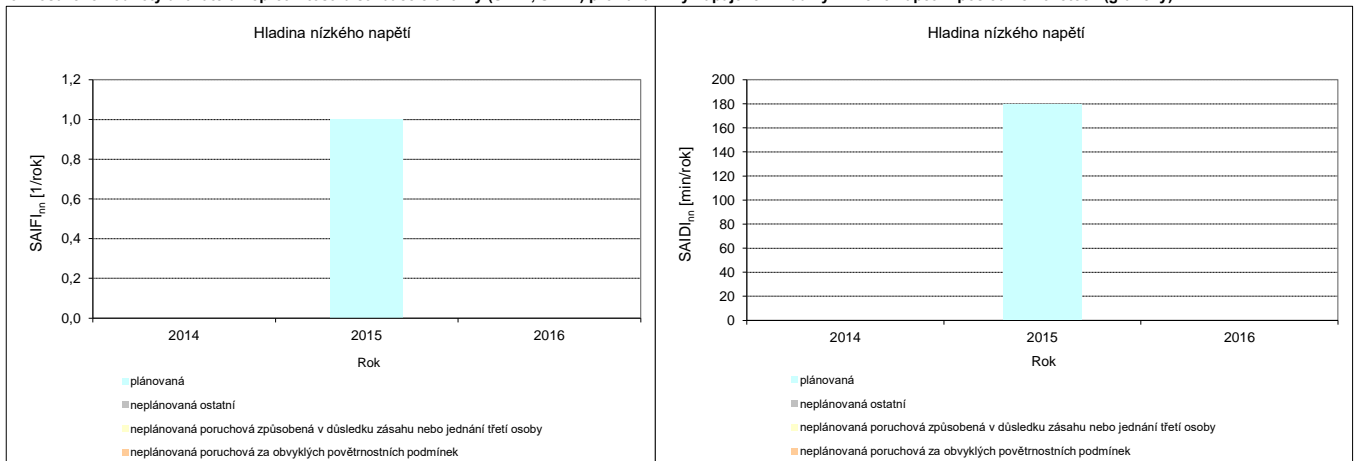 Hladina nízkého napětí
1,2
1,0
0,8
0,6
0,4
0,2
0,0
SAIFInn [1/rok]
2014 2015 2016
Rok
plánovaná
neplánovaná ostatní
neplánovaná poruchová způsobená v důsledku zásahu nebo jednání třetí osoby
neplánovaná poruchová za obvyklých povětrnostních podmínek
Hladina nízkého napětí
200
180
160
140
120
100
80
60
40
20
0
SAIDInn [min/rok]
2014 2015 2016
Rok
plánovaná
neplánovaná ostatní
neplánovaná poruchová způsobená v důsledku zásahu nebo jednání třetí osoby
neplánovaná poruchová za obvyklých povětrnostních podmínek